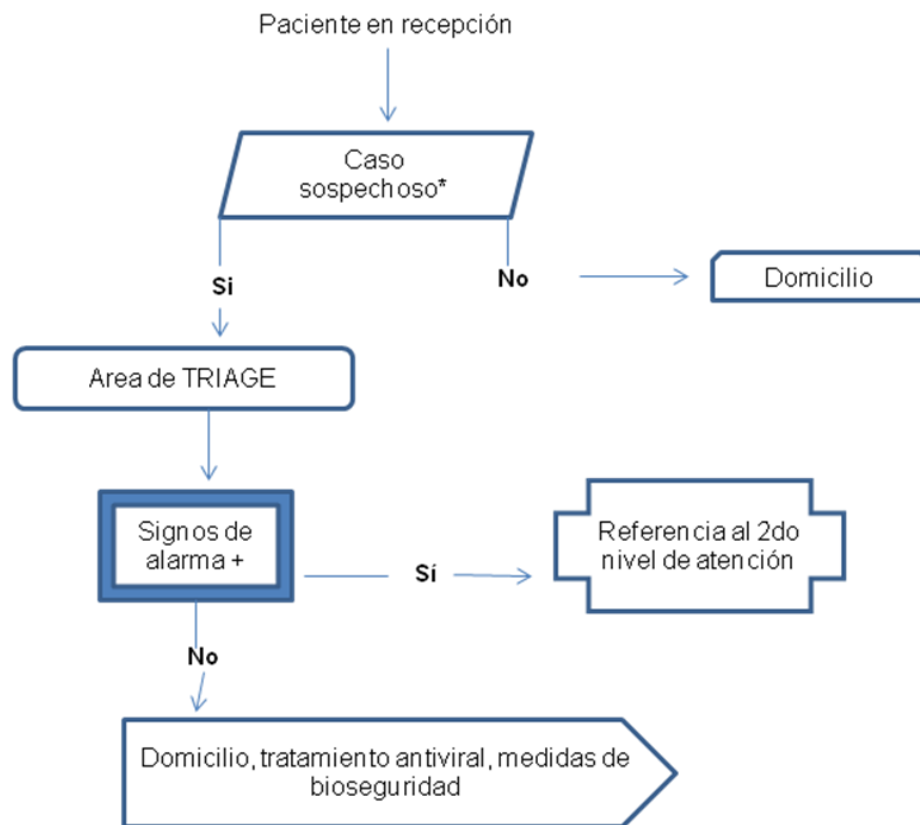 Paciente en recepción
Caso
sospechoso*
Si
No
Domicilio
Area de TRIAGE
Signos de
alarma +
Sí
Referencia al 2do
nivel de atención
No
Domicilio, tratamiento antiviral, medidas de
bioseguridad